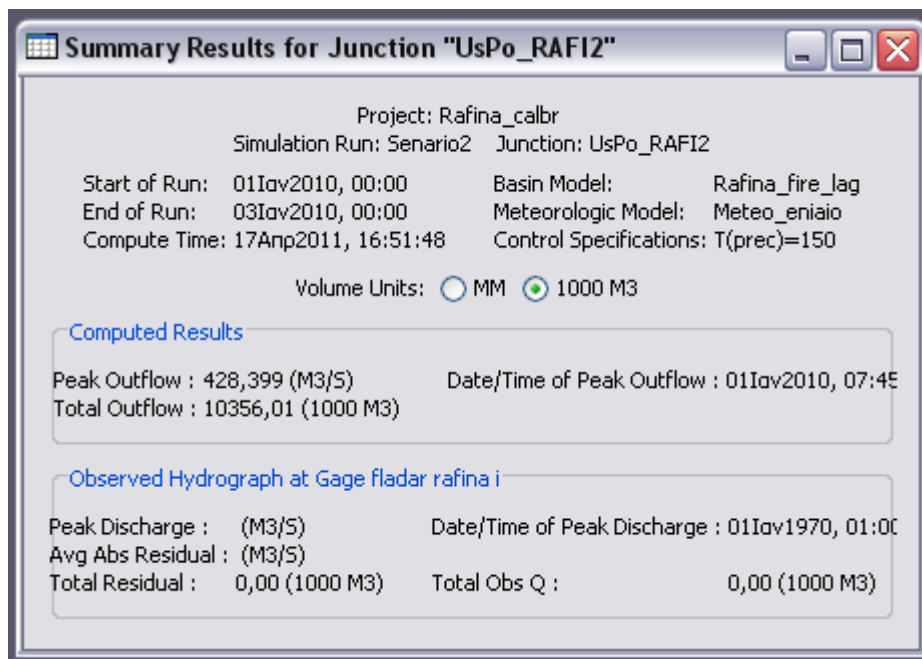 Summary Results for Junction "UsPo_RAFI2"
Project: Rafina_calbr
Simulation Run: Senario2 Junction: UsPo_RAFI2
Start of Run: 01Ιαν2010, 00:00 Basin Model: Rafina_fire_lag
End of Run: 03Ιαν2010, 00:00 Meteorologic Model: Meteo_eniaio
Compute Time: 17Απρ2011, 16:51:48 Control Specifications: T(prec)=150
Volume Units: MM 1000 M3
Computed Results
Peak Outflow : 428,399 (M3/S) Date/Time of Peak Outflow : 01Ιαν2010, 07:45
Total Outflow : 10356,01 (1000 M3)
Observed Hydrograph at Gage fladar rafina i
Peak Discharge : (M3/S) Date/Time of Peak Discharge : 01Ιαν1970, 01:00
Avg Abs Residual : (M3/S)
Total Residual : 0,00 (1000 M3) Total Obs Q : 0,00 (1000 M3)